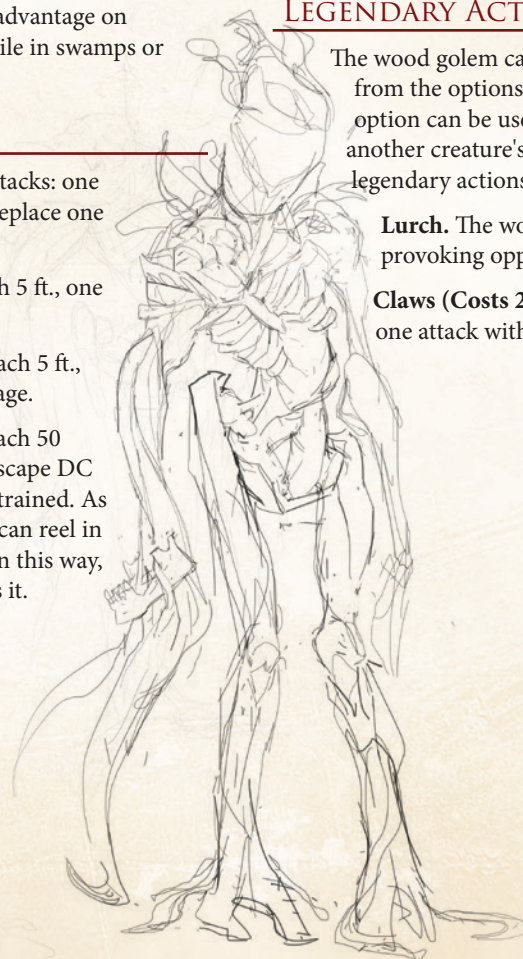 advantage on
ile in swamps or
tacks: one
eplace one
h 5 ft., one
ach 5 ft.,
age.
ach 50
scape DC
trained. As
can reel in
n this way,
s it.
LEGENDARY ACT
The wood golem ca
from the options
option can be use
another creature's
legendary actions
Lurch. The wo
provoking opp
Claws (Costs 2
one attack with